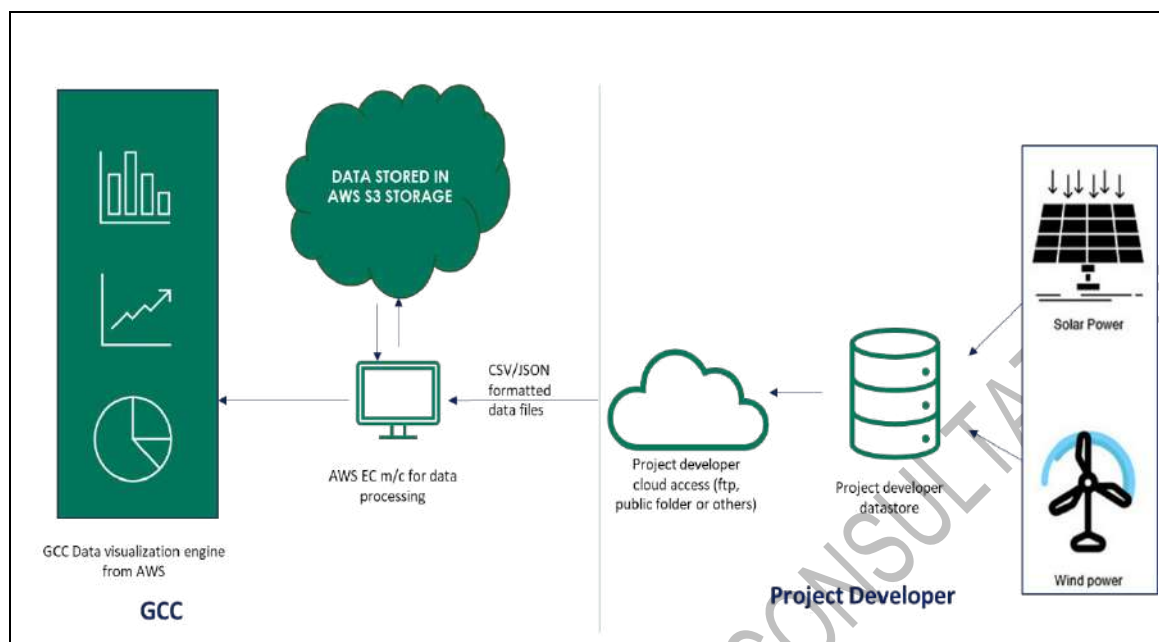 DATA STORED IN
AWS S3 STORAGE
CSV/JSON
formatted
data files
AWS EC m/c for data
processing
GCC Data visualization engine
from AWS
GCC
Project developer
cloud access (ftp,
public folder or others)
Project developer
datastore
Solar Power
Wind power
Project Developer